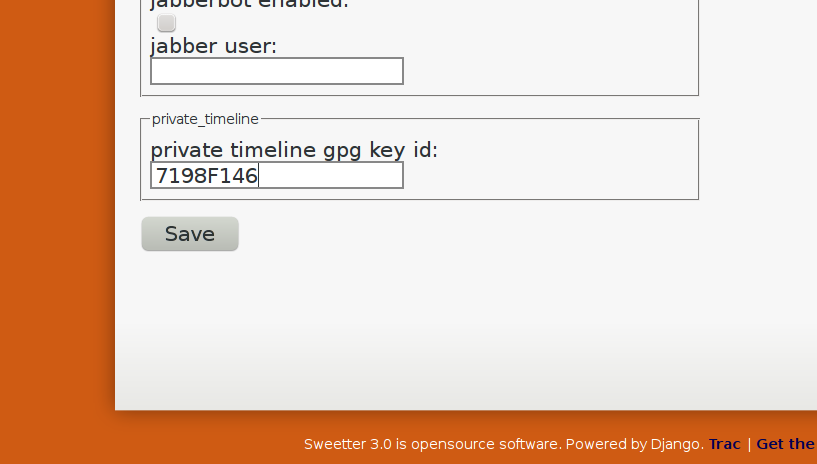 jabberbot enabled:
jabber user:
private_timeline
private timeline gpg key id:
7198F146
Save
Sweetter 3.0 is opensource software. Powered by Django. Trac | Get the